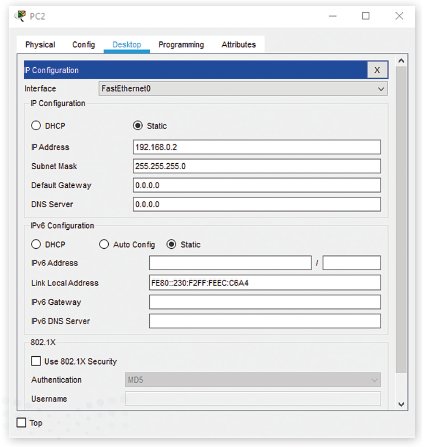 PC2
Physical Config Desktop Programming Attributes
IP Configuration X
Interface FastEthernet0
IP Configuration
DHCP Static
IP Address 192.168.0.2
Subnet Mask 255.255.255.0
Default Gateway 0.0.0.0
DNS Server 0.0.0.0
IPv6 Configuration
DHCP Auto Config Static
IPv6 Address /
Link Local Address FE80::230:F2FF:FEEC:C6A4
IPv6 Gateway
IPv6 DNS Server
802.1X
Use 802.1X Security
Authentication MD5
Username
Top